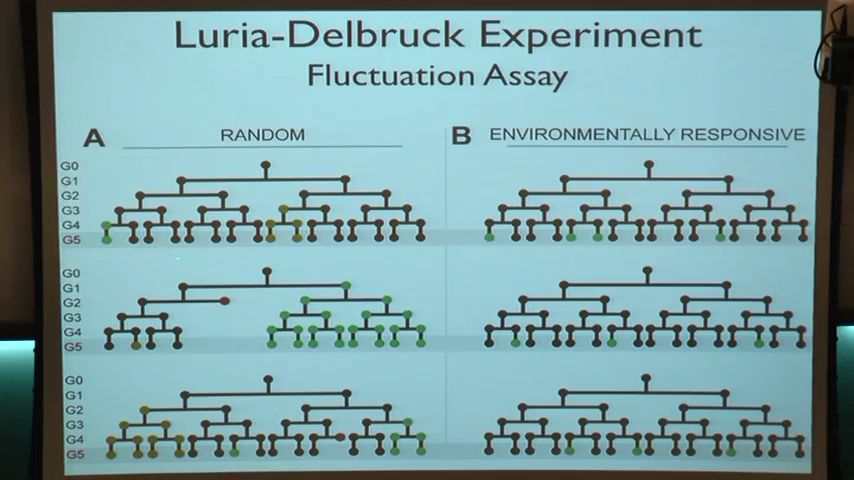 Luria-Delbruck Experiment
Fluctuation Assay
A RANDOM
B ENVIRONMENTALLY RESPONSIVE
G0
G1
G2
G3
G4
G5
G0
G1
G2
G3
G4
G5
G0
G1
G2
G3
G4
G5